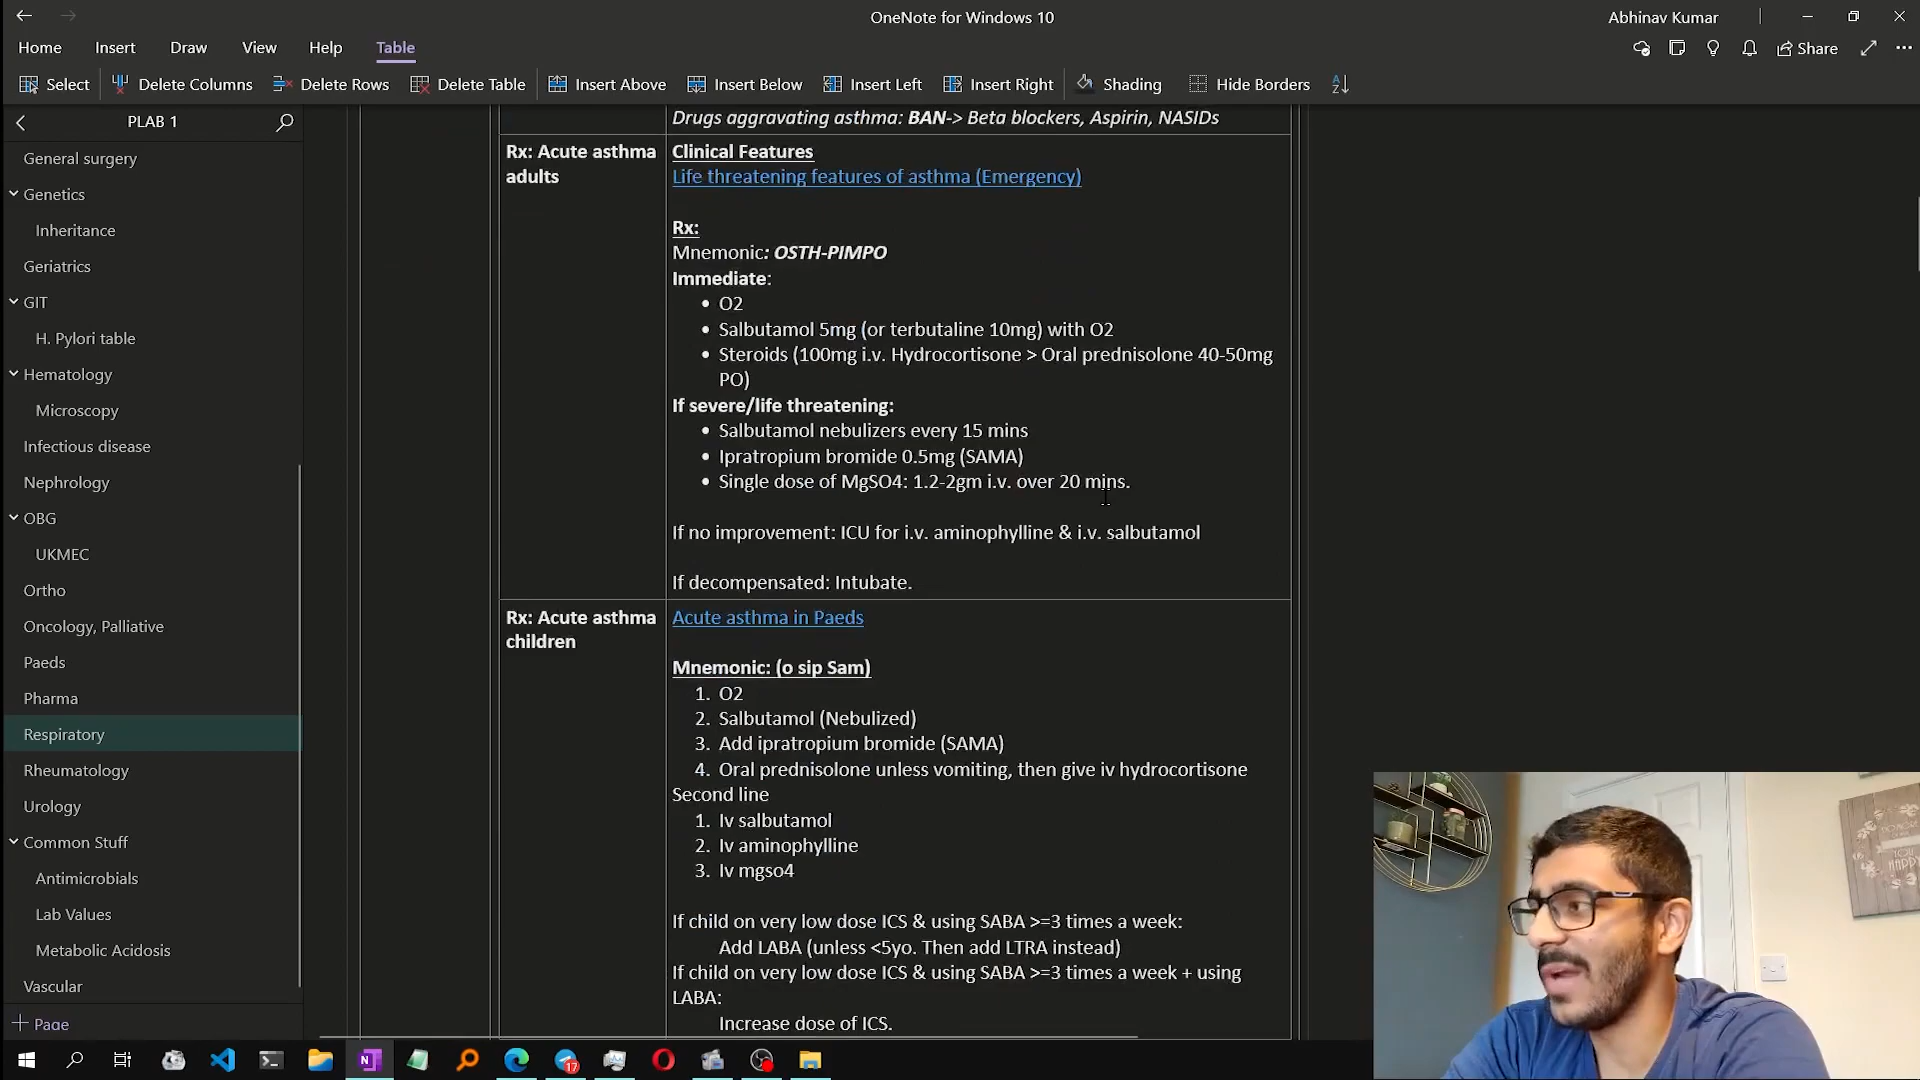 OneNote for Windows 10
Abhinav Kumar
Home Insert Draw View Help Table
Share
Select Delete Columns Delete Rows Delete Table Insert Above Insert Below Insert Left Insert Right Shading Hide Borders
PLAB 1
General surgery
Genetics
Inheritance
Geriatrics
GIT
H. Pylori table
Hematology
Microscopy
Infectious disease
Nephrology
OBG
UKMEC
Ortho
Oncology, Palliative
Paeds
Pharma
Respiratory
Rheumatology
Urology
Common Stuff
Antimicrobials
Lab Values
Metabolic Acidosis
Vascular
+ Page
Drugs aggravating asthma: BAN-> Beta blockers, Aspirin, NASIDs
Rx: Acute asthma
adults
Clinical Features
Life threatening features of asthma (Emergency)
Rx:
Mnemonic: OSTH-PIMPO
Immediate:
• O2
• Salbutamol 5mg (or terbutaline 10mg) with O2
• Steroids (100mg i.v. Hydrocortisone > Oral prednisolone 40-50mg
PO)
If severe/life threatening:
• Salbutamol nebulizers every 15 mins
• Ipratropium bromide 0.5mg (SAMA)
• Single dose of MgSO4: 1.2-2gm i.v. over 20 mins.
If no improvement: ICU for i.v. aminophylline & i.v. salbutamol
If decompensated: Intubate.
Rx: Acute asthma
children
Acute asthma in Paeds
Mnemonic: (o sip Sam)
1. O2
2. Salbutamol (Nebulized)
3. Add ipratropium bromide (SAMA)
4. Oral prednisolone unless vomiting, then give iv hydrocortisone
Second line
1. Iv salbutamol
2. Iv aminophylline
3. Iv mgso4
If child on very low dose ICS & using SABA >=3 times a week:
Add LABA (unless <5yo. Then add LTRA instead)
If child on very low dose ICS & using SABA >=3 times a week + using
LABA:
Increase dose of ICS.
17